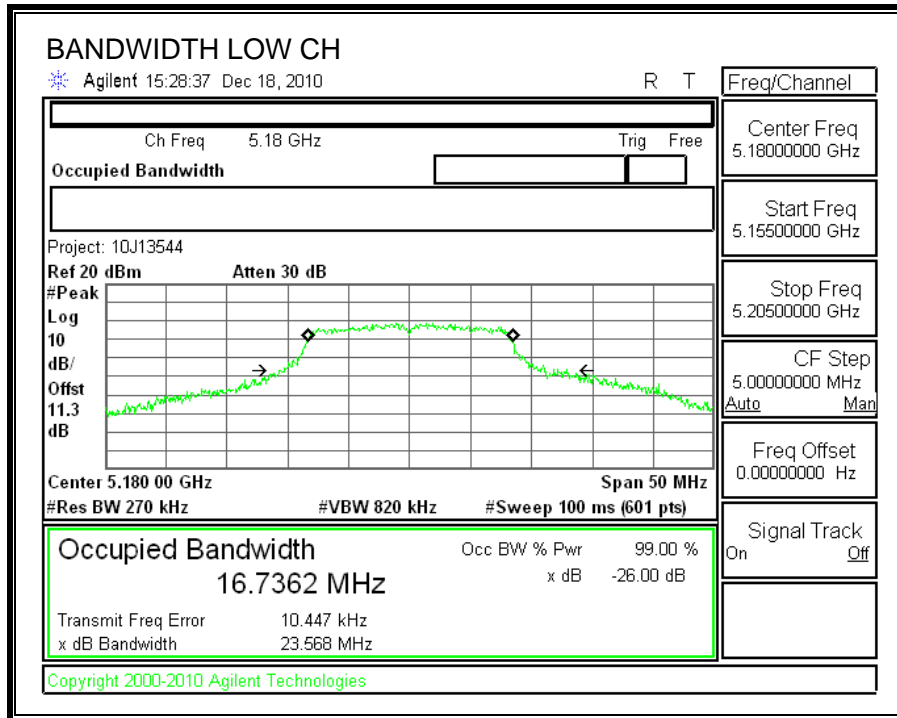 BANDWIDTH LOW CH
Agilent 15:28:37 Dec 18, 2010 R T
Freq/Channel
Ch Freq 5.18 GHz Trig Free
Occupied Bandwidth
Project: 10J13544
Ref 20 dBm Atten 30 dB
#Peak
Log
10
dB/
Offst
11.3
dB
Center 5.180 00 GHz Span 50 MHz
#Res BW 270 kHz #VBW 820 kHz #Sweep 100 ms (601 pts)
Occupied Bandwidth Occ BW % Pwr 99.00 %
16.7362 MHz x dB -26.00 dB
Transmit Freq Error 10.447 kHz
x dB Bandwidth 23.568 MHz
Copyright 2000-2010 Agilent Technologies
Center Freq
5.18000000 GHz
Start Freq
5.15500000 GHz
Stop Freq
5.20500000 GHz
CF Step
5.00000000 MHz
Auto Man
Freq Offset
0.00000000 Hz
Signal Track
On Off